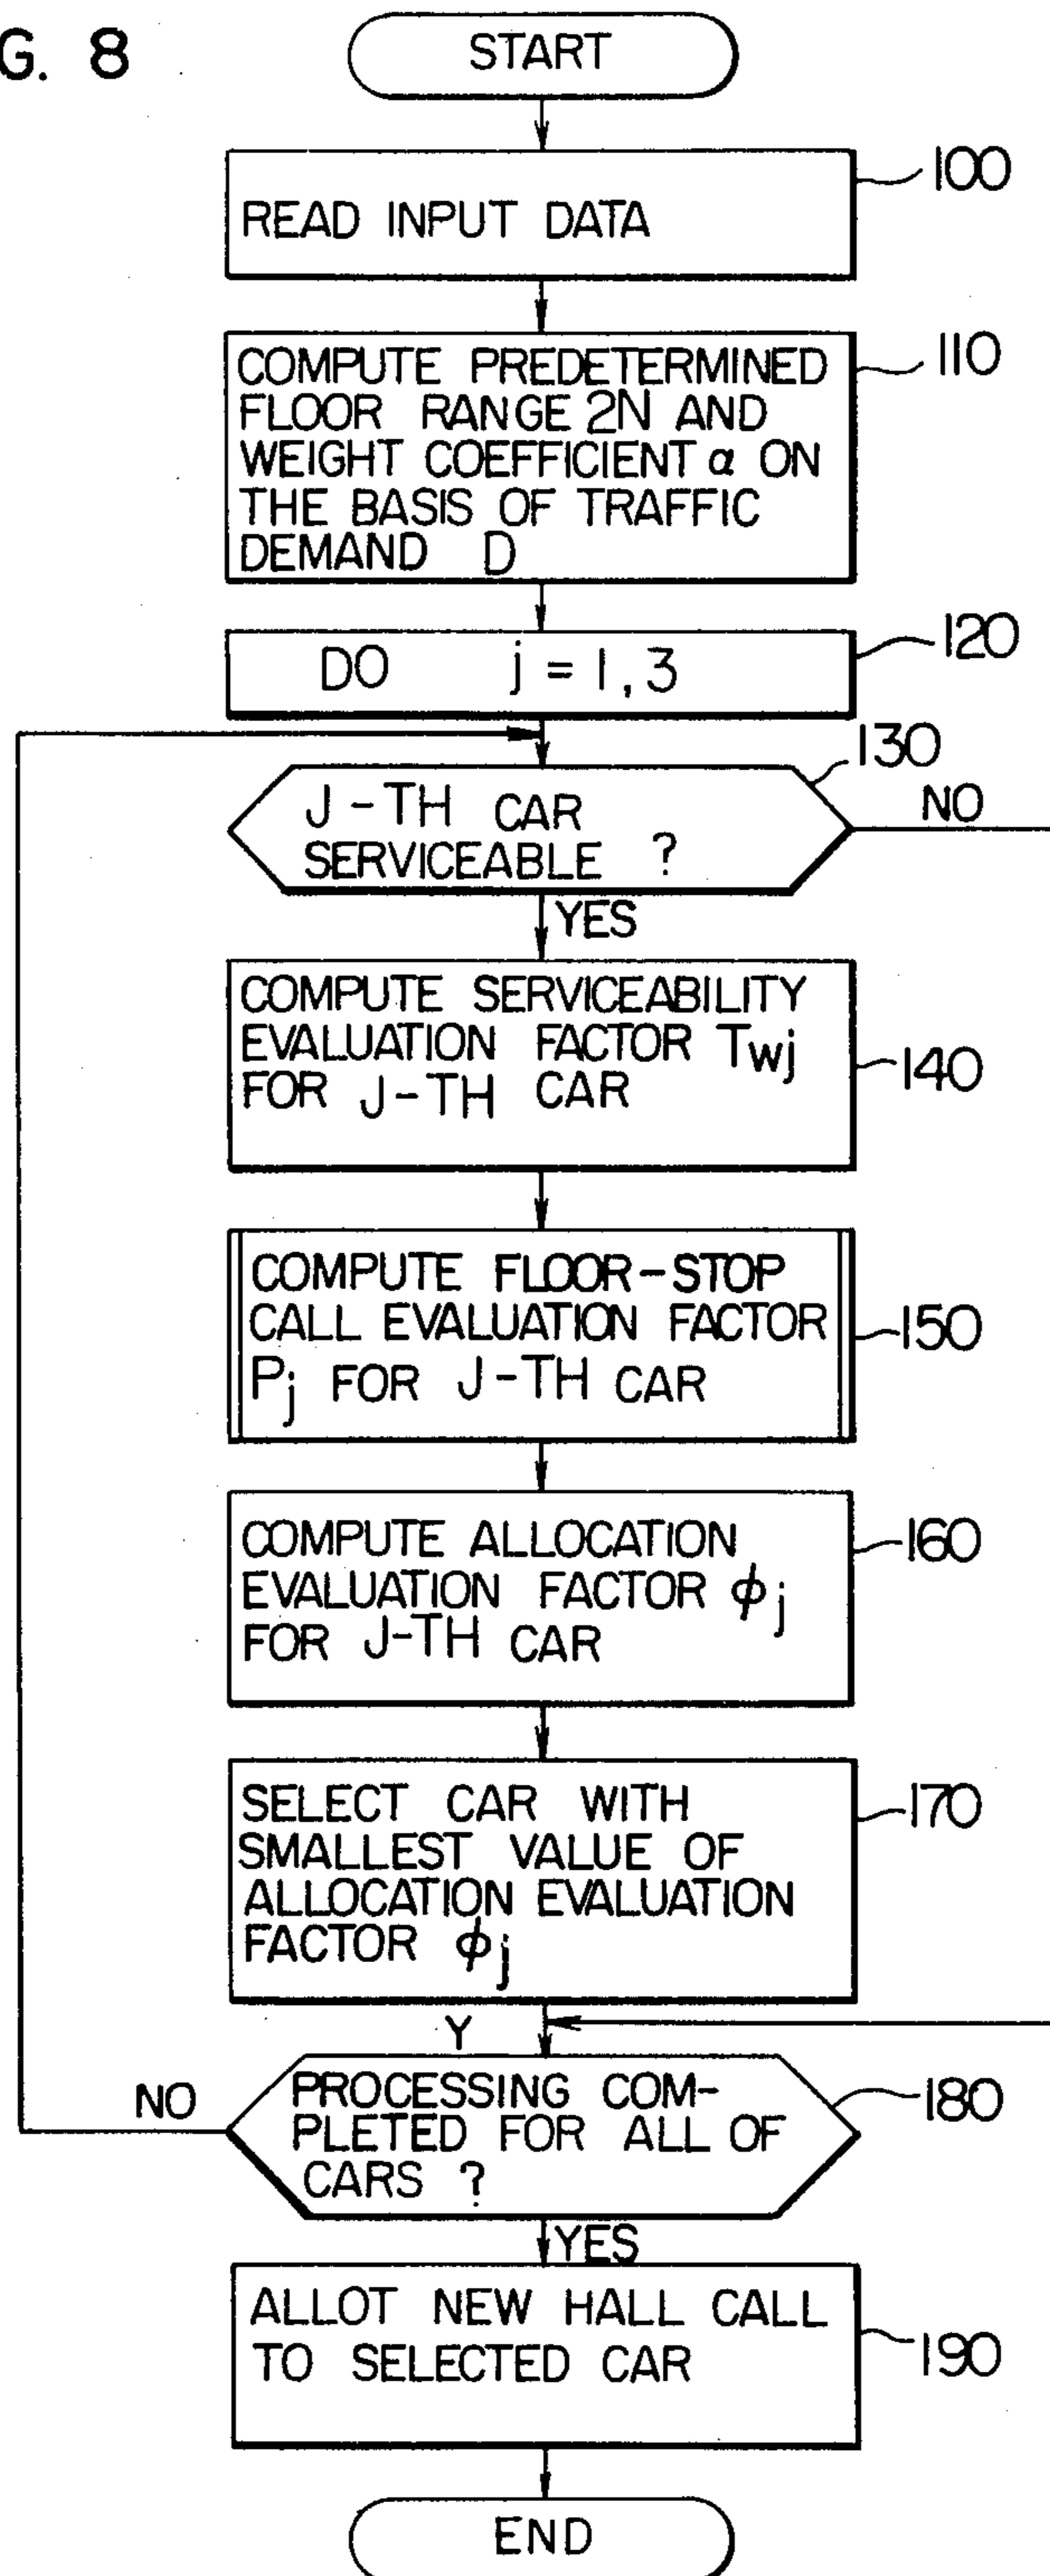 G. 8
START
100
READ INPUT DATA
110
COMPUTE PREDETERMINED
FLOOR RANGE 2N AND
WEIGHT COEFFICIENT α ON
THE BASIS OF TRAFFIC
DEMAND D
120
DO j = 1, 3
130
J-TH CAR
SERVICEABLE ?
NO
YES
COMPUTE SERVICEABILITY
EVALUATION FACTOR Twj
FOR J-TH CAR
140
COMPUTE FLOOR-STOP
CALL EVALUATION FACTOR
Pj FOR J-TH CAR
150
COMPUTE ALLOCATION
EVALUATION FACTOR ϕj
FOR J-TH CAR
160
SELECT CAR WITH
SMALLEST VALUE OF
ALLOCATION EVALUATION
FACTOR ϕj
170
Y
NO
PROCESSING COM-
PLETED FOR ALL OF
CARS ?
180
YES
ALLOT NEW HALL CALL
TO SELECTED CAR
190
END